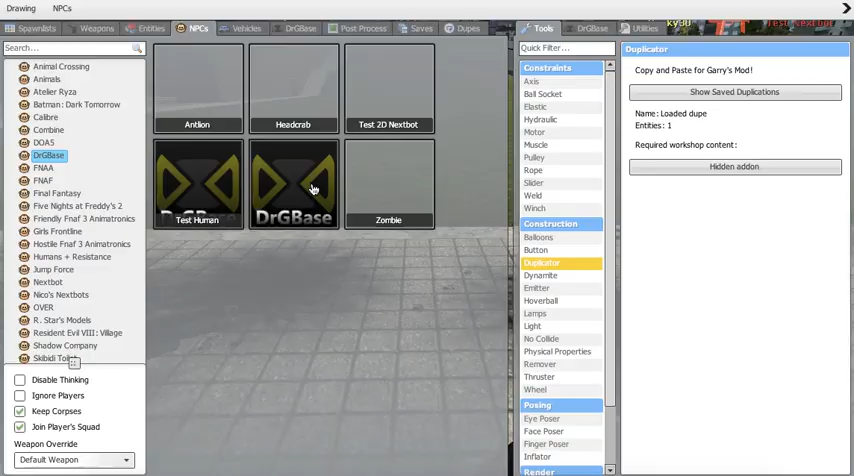 Drawing NPCs
Spawnlists Weapons Entities NPCs Vehicles DrGBase Post Process Saves Dupes
Search...
Animal Crossing
Animals
Atelier Ryza
Batman: Dark Tomorrow
Calibre
Combine
DOA5
DrGBase
FNAA
FNAF
Final Fantasy
Five Nights at Freddy's 2
Friendly Fnaf 3 Animatronics
Girls Frontline
Hostile Fnaf 3 Animatronics
Humans + Resistance
Jump Force
Nextbot
Nico's Nextbots
OVER
R. Star's Models
Resident Evil VIII: Village
Shadow Company
Skibidi
Disable Thinking
Ignore Players
Keep Corpses
Join Player's Squad
Weapon Override
Default Weapon
Antlion
Headcrab
Test 2D Nextbot
Test Human
DrGBase
Zombie
Tools DrGBase Utilities
Test Nextbot
Quick Filter...
Constraints
Axis
Ball Socket
Elastic
Hydraulic
Motor
Muscle
Pulley
Rope
Slider
Weld
Winch
Construction
Balloons
Button
Duplicator
Dynamite
Emitter
Hoverball
Lamps
Light
No Collide
Physical Properties
Remover
Thruster
Wheel
Posing
Eye Poser
Face Poser
Finger Poser
Inflator
Render
Duplicator
Copy and Paste for Garry's Mod!
Show Saved Duplications
Name: Loaded dupe
Entities: 1
Required workshop content:
Hidden addon